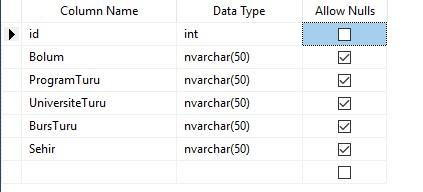 Column Name Data Type Allow Nulls
id int
Bolum nvarchar(50)
ProgramTuru nvarchar(50)
UniversiteTuru nvarchar(50)
BursTuru nvarchar(50)
Sehir nvarchar(50)